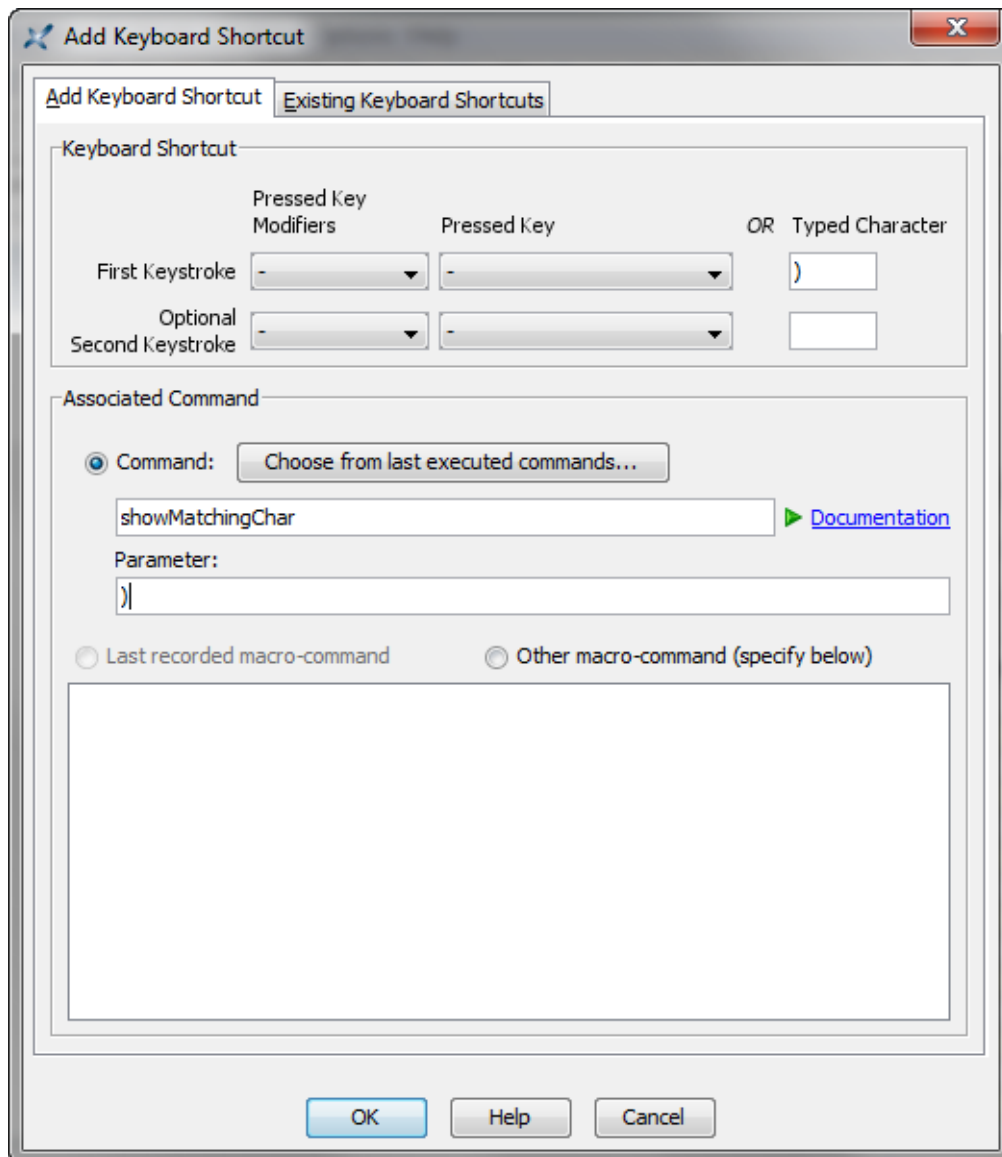 Add Keyboard Shortcut
Add Keyboard Shortcut Existing Keyboard Shortcuts
Keyboard Shortcut
Pressed Key
Modifiers Pressed Key OR Typed Character
First Keystroke - - )
Optional
Second Keystroke - -
Associated Command
Command: Choose from last executed commands...
showMatchingChar Documentation
Parameter:
)
Last recorded macro-command Other macro-command (specify below)
OK Help Cancel